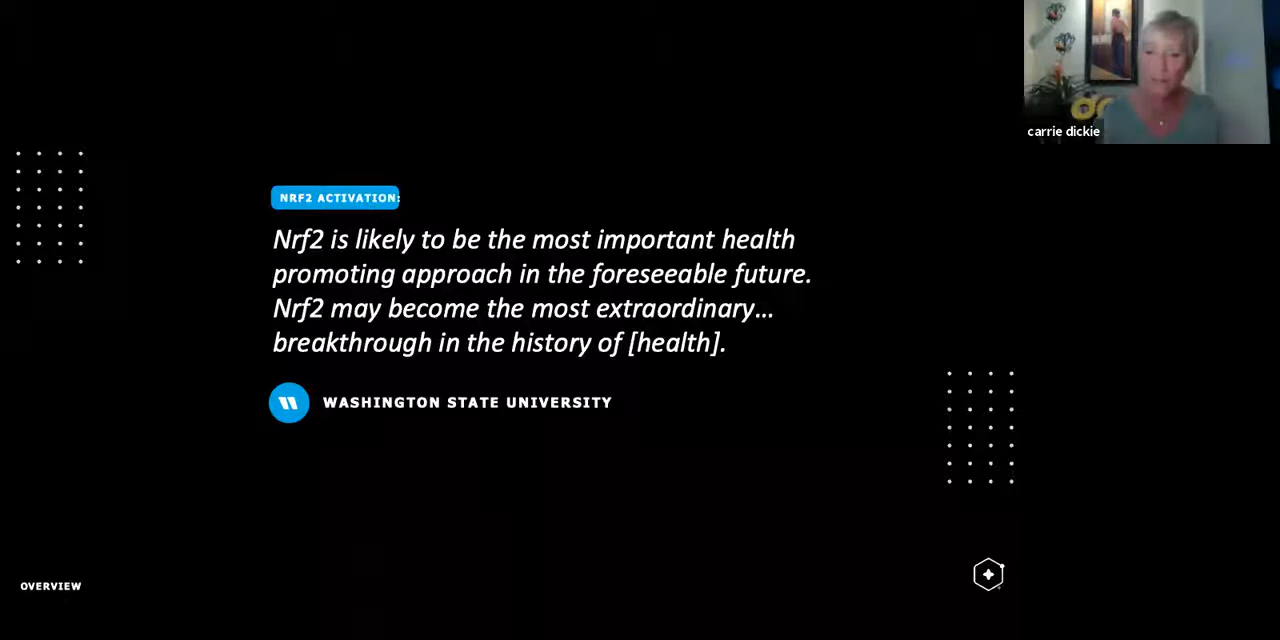 carrie dickie
NRF2 ACTIVATION:
Nrf2 is likely to be the most important health
promoting approach in the foreseeable future.
Nrf2 may become the most extraordinary…
breakthrough in the history of [health].
WASHINGTON STATE UNIVERSITY
OVERVIEW